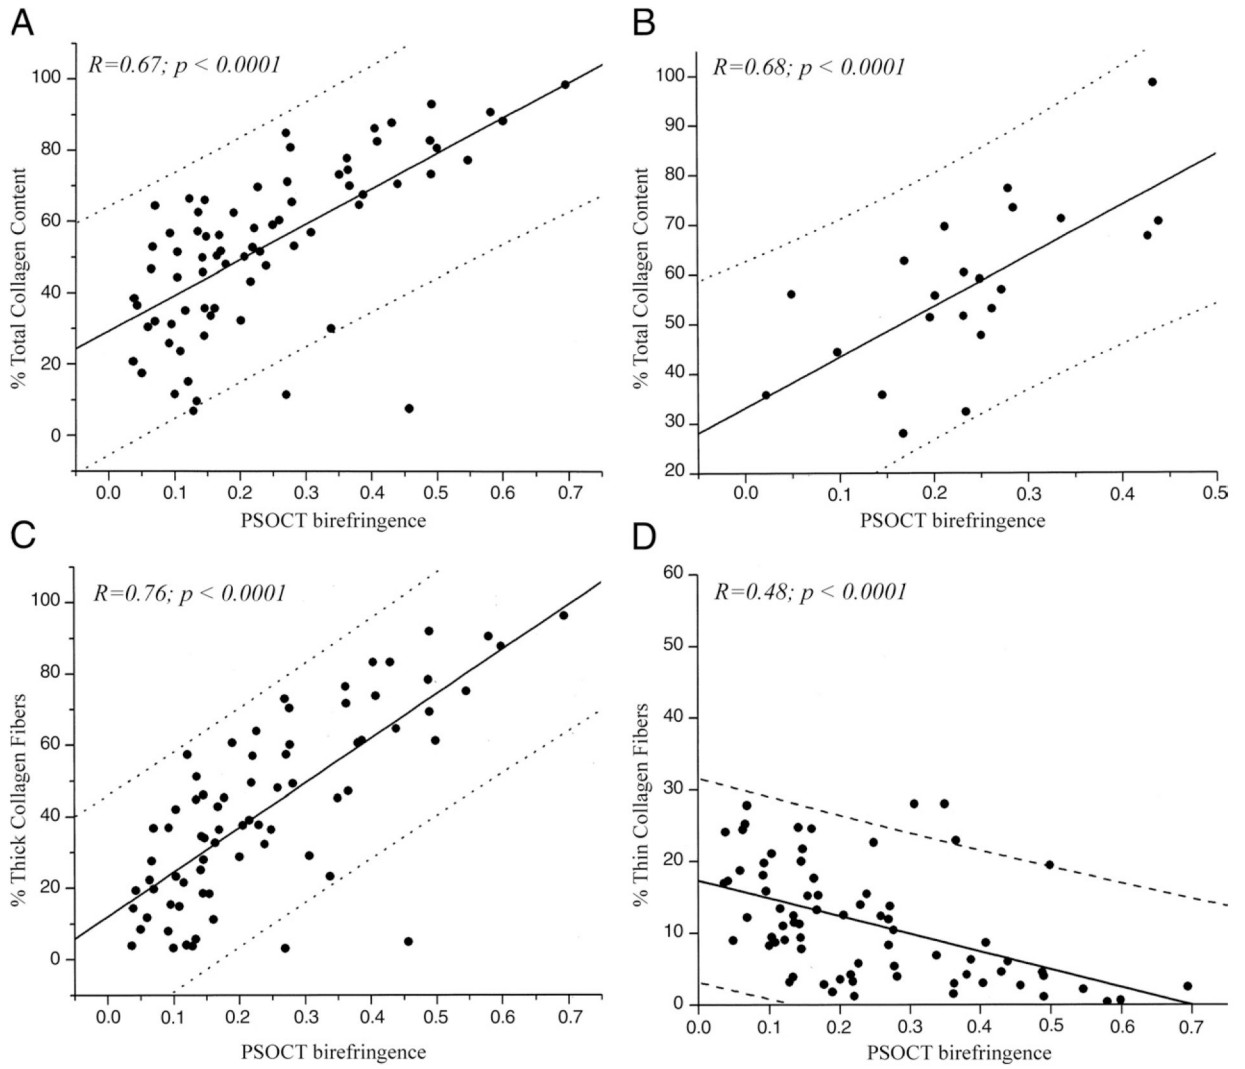 A
R=0.67; p < 0.0001
% Total Collagen Content
100
80
60
40
20
0
0.0 0.1 0.2 0.3 0.4 0.5 0.6 0.7
PSOCT birefringence
B
R=0.68; p < 0.0001
% Total Collagen Content
100
90
80
70
60
50
40
30
20
0.0 0.1 0.2 0.3 0.4 0.5
PSOCT birefringence
C
R=0.76; p < 0.0001
% Thick Collagen Fibers
100
80
60
40
20
0
0.0 0.1 0.2 0.3 0.4 0.5 0.6 0.7
PSOCT birefringence
D
R=0.48; p < 0.0001
% Thin Collagen Fibers
60
50
40
30
20
10
0
0.0 0.1 0.2 0.3 0.4 0.5 0.6 0.7
PSOCT birefringence